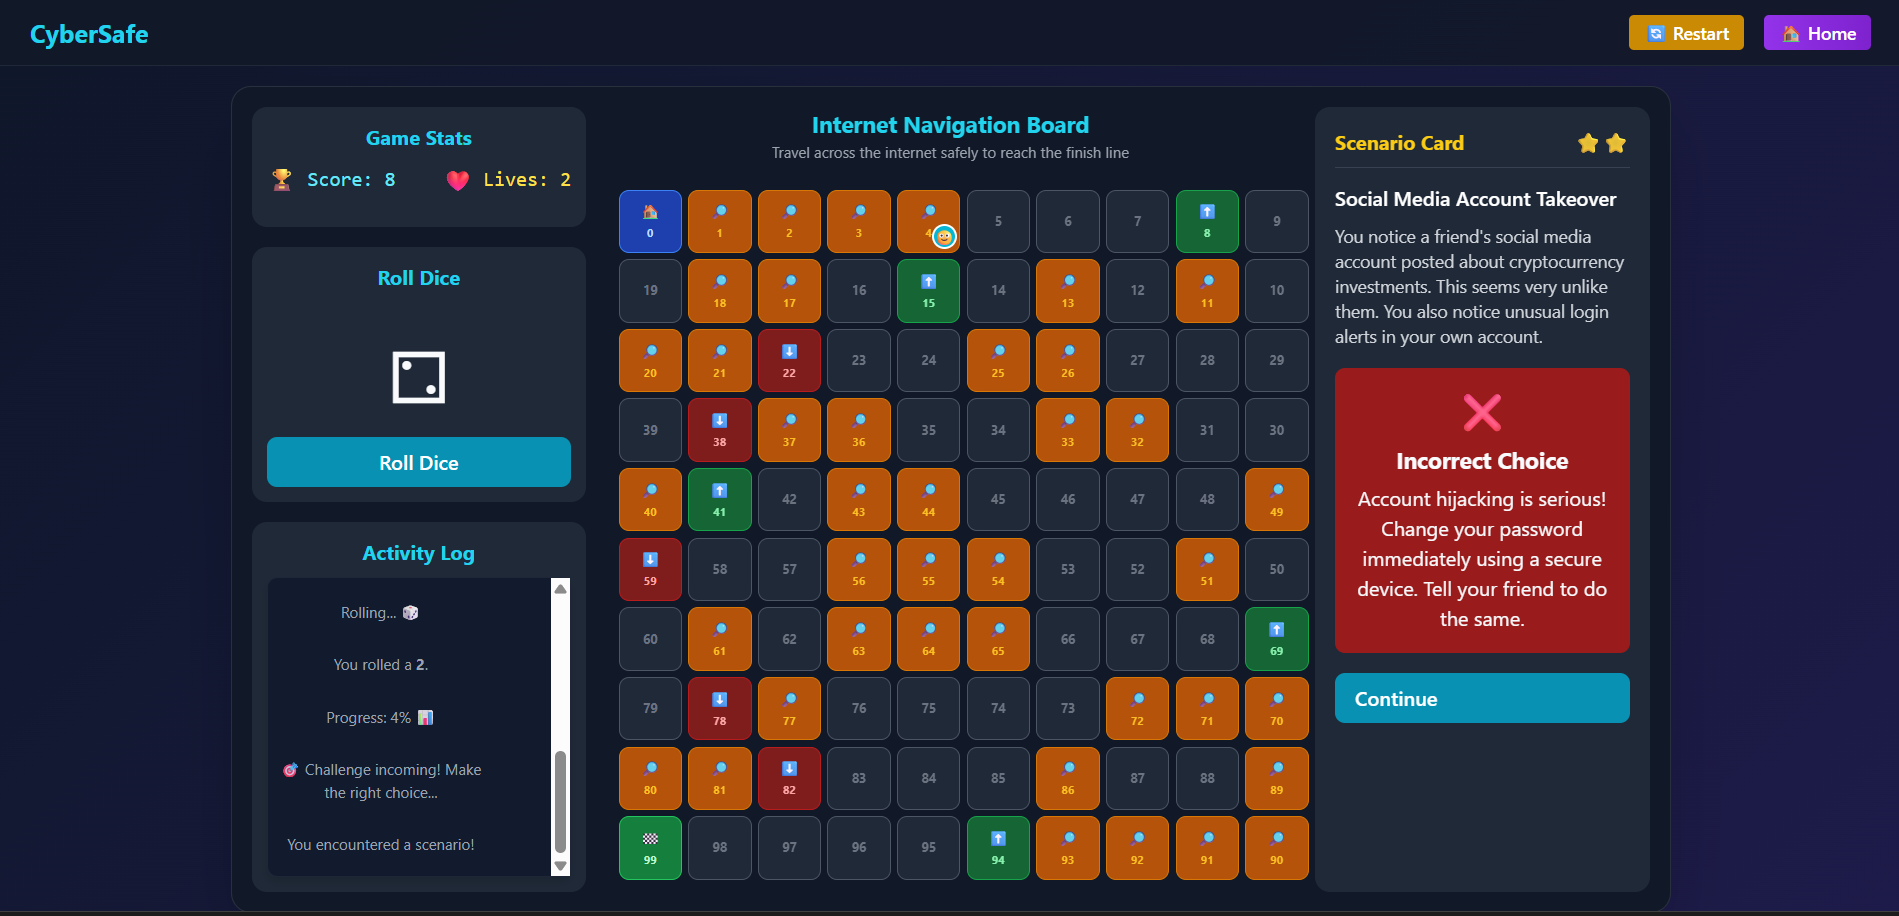 CyberSafe
Restart
Home
Game Stats
Score: 8
Lives: 2
Roll Dice
Roll Dice
Activity Log
Rolling...
You rolled a 2.
Progress: 4%
Challenge incoming! Make
the right choice...
You encountered a scenario!
Internet Navigation Board
Travel across the internet safely to reach the finish line
0 1 2 3 4 5 6 7 8 9
19 18 17 16 15 14 13 12 11 10
20 21 22 23 24 25 26 27 28 29
39 38 37 36 35 34 33 32 31 30
40 41 42 43 44 45 46 47 48 49
59 58 57 56 55 54 53 52 51 50
60 61 62 63 64 65 66 67 68 69
79 78 77 76 75 74 73 72 71 70
80 81 82 83 84 85 86 87 88 89
99 98 97 96 95 94 93 92 91 90
Scenario Card
Social Media Account Takeover
You notice a friend's social media
account posted about cryptocurrency
investments. This seems very unlike
them. You also notice unusual login
alerts in your own account.
Incorrect Choice
Account hijacking is serious!
Change your password
immediately using a secure
device. Tell your friend to do
the same.
Continue